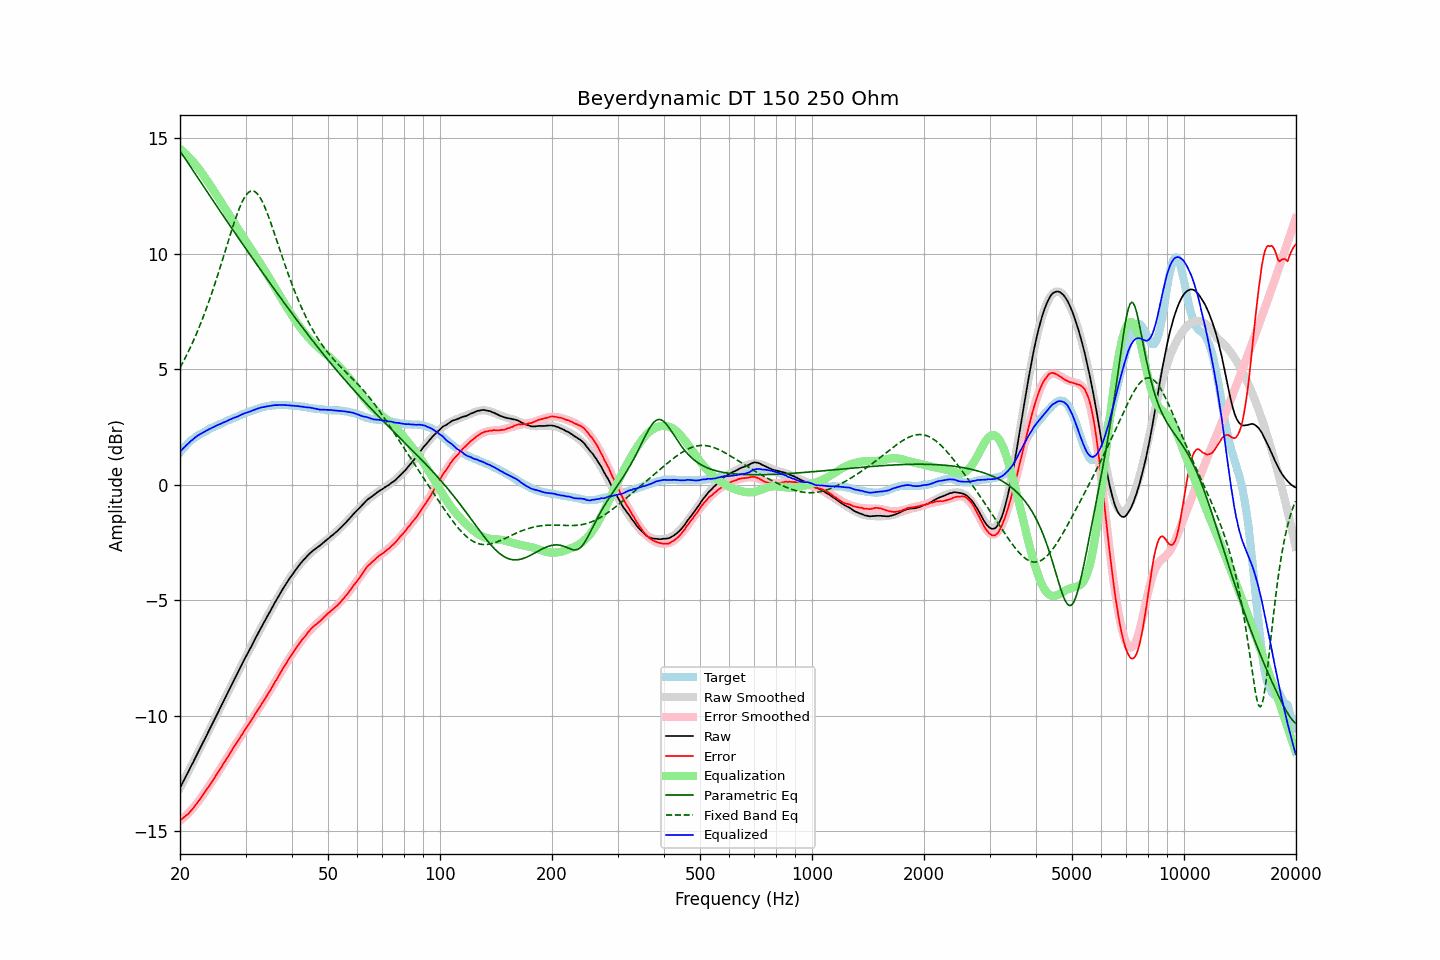 Beyerdynamic DT 150 250 Ohm
15
10
5
0
−5
−10
−15
Amplitude (dBr)
Target
Raw Smoothed
Error Smoothed
Raw
Error
Equalization
Parametric Eq
Fixed Band Eq
Equalized
20 50 100 200 500 1000 2000 5000 10000 20000
Frequency (Hz)